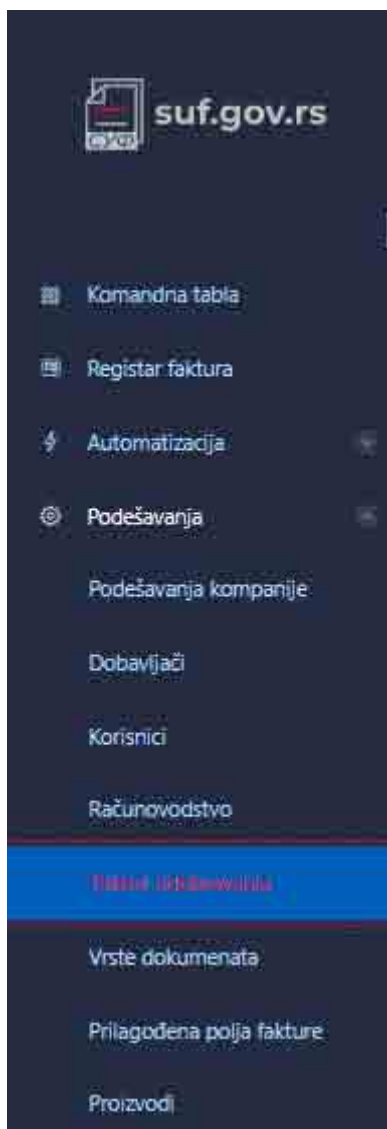 СУФ
suf.gov.rs
Komandna tabla
Registar faktura
Automatizacija
Podešavanja
Podešavanja kompanije
Dobavljači
Korisnici
Računovodstvo
Vrste dokumenata
Prilagođena polja fakture
Proizvodi